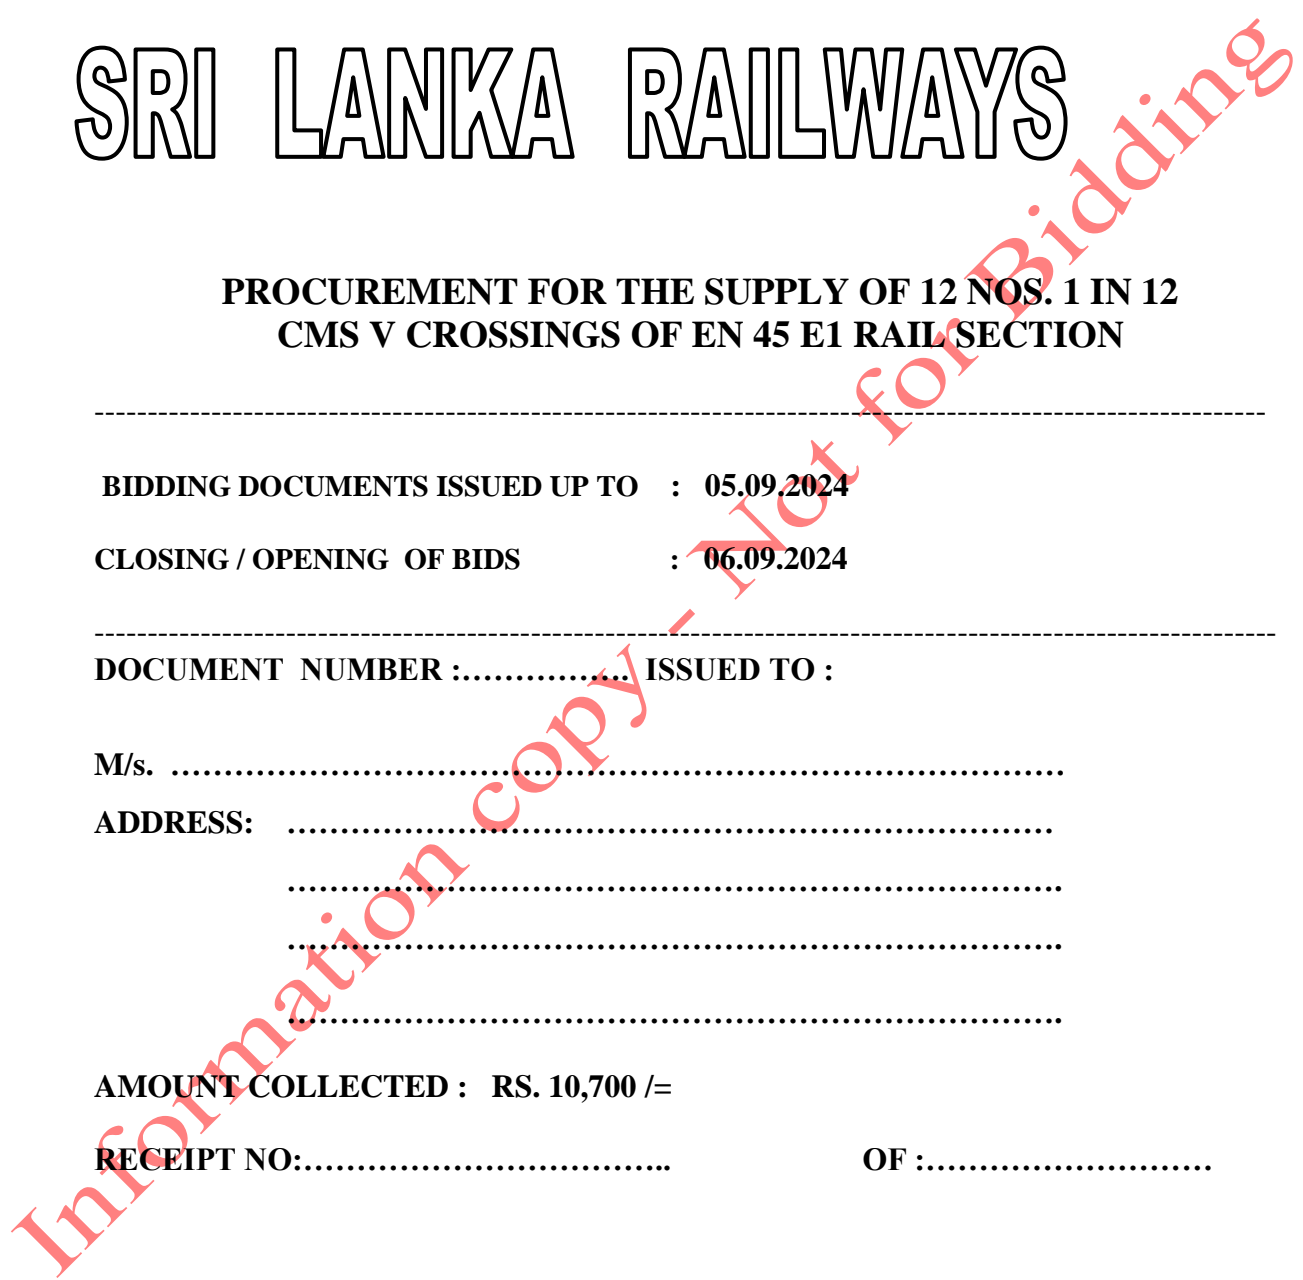 SRI LANKA RAILWAYS
PROCUREMENT FOR THE SUPPLY OF 12 NOS. 1 IN 12
CMS V CROSSINGS OF EN 45 E1 RAIL SECTION
--------------------------------------------------------------------------------------------------------------
BIDDING DOCUMENTS ISSUED UP TO : 05.09.2024
CLOSING / OPENING OF BIDS : 06.09.2024
---------------------------------------------------------------------------------------------------------------
DOCUMENT NUMBER :……………. ISSUED TO :
M/s. …………………………………………………………………………
ADDRESS: ………………………………………………………………
……………………………………………………………….
……………………………………………………………….
……………………………………………………………….
AMOUNT COLLECTED : RS. 10,700 /=
RECEIPT NO:…………………………….. OF :………………………
Information copy - Not for Bidding